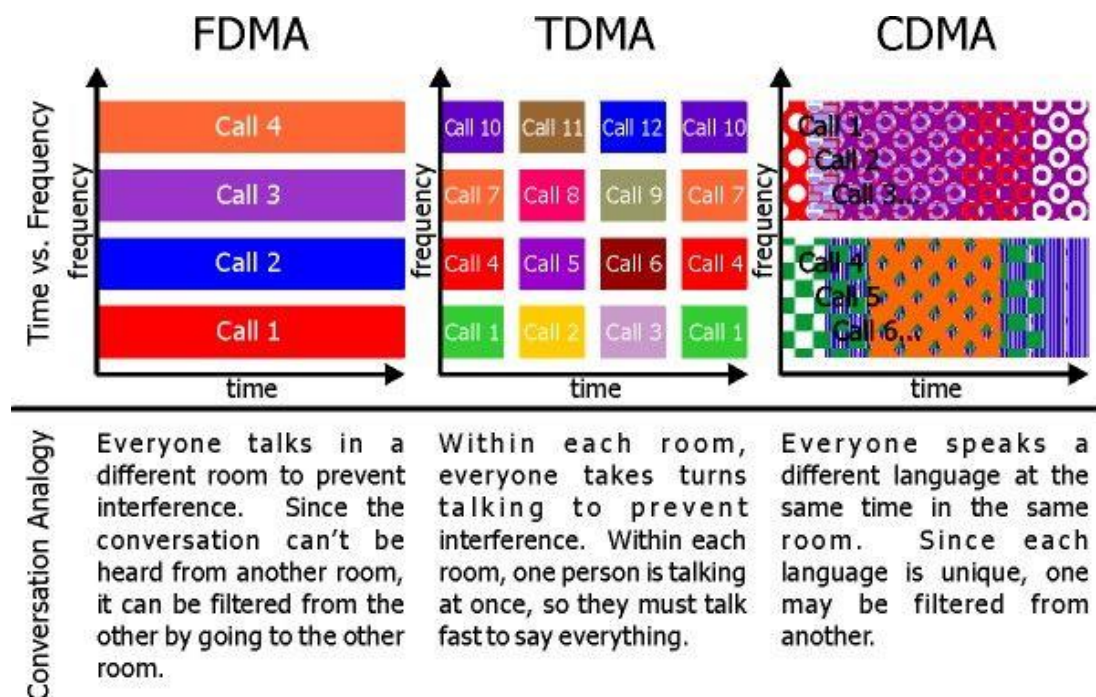 FDMA
TDMA
CDMA
Time vs. Frequency
frequency
Call 4
Call 3
Call 2
Call 1
time
frequency
Call 10 Call 11 Call 12 Call 10
Call 7 Call 8 Call 9 Call 7
Call 4 Call 5 Call 6 Call 4
Call 1 Call 2 Call 3 Call 1
time
frequency
Call 1
Call 2
Call 3...
Call 4
Call 5
Call 6...
time
Conversation Analogy
Everyone talks in a
different room to prevent
interference. Since the
conversation can't be
heard from another room,
it can be filtered from the
other by going to the other
room.
Within each room,
everyone takes turns
talking to prevent
interference. Within each
room, one person is talking
at once, so they must talk
fast to say everything.
Everyone speaks a
different language at the
same time in the same
room. Since each
language is unique, one
may be filtered from
another.